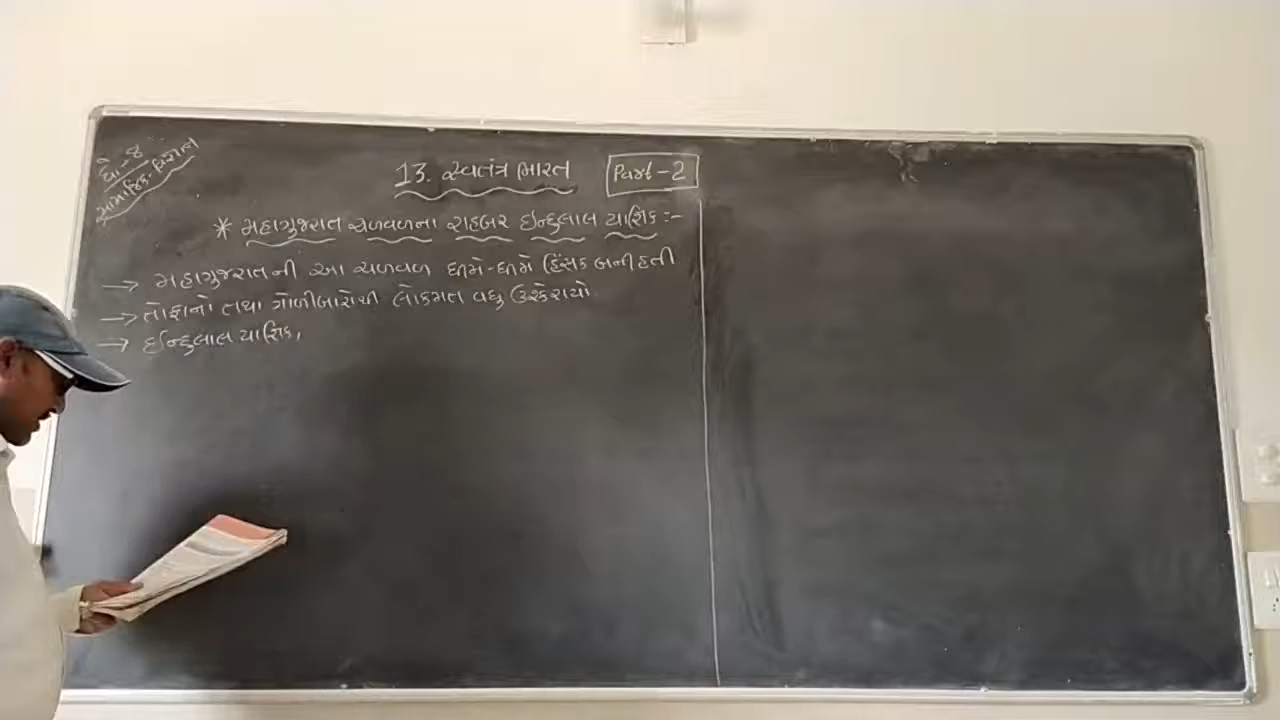 ધો-૪
સામાજિક-વિજ્ઞાન
13. સ્વતંત્ર ભારત
Part-2
* મહાગુજરાત ચળવળના રાહબર ઇન્દુલાલ યાજ્ઞિક :-
→ મહાગુજરાતની આ ચળવળ ધીમે-ધીમે હિંસક બની હતી
→ તોફાનો તથા ગોળીબારોથી લોકમત વધુ ઉશ્કેરાયો
→ ઇન્દુલાલ યાજ્ઞિક,